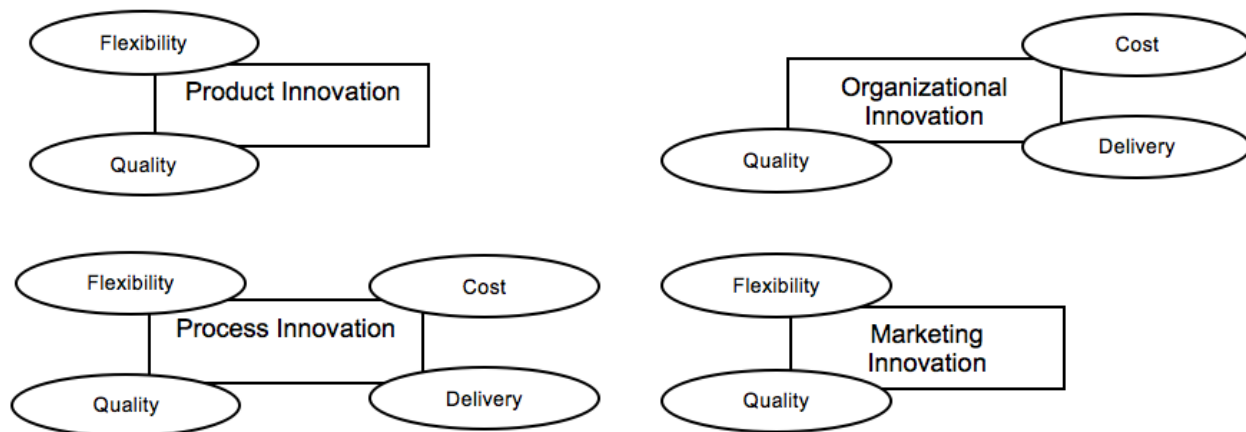 Flexibility
Product Innovation
Quality
Cost
Organizational
Innovation
Quality
Delivery
Flexibility
Cost
Process Innovation
Quality
Delivery
Flexibility
Marketing
Innovation
Quality